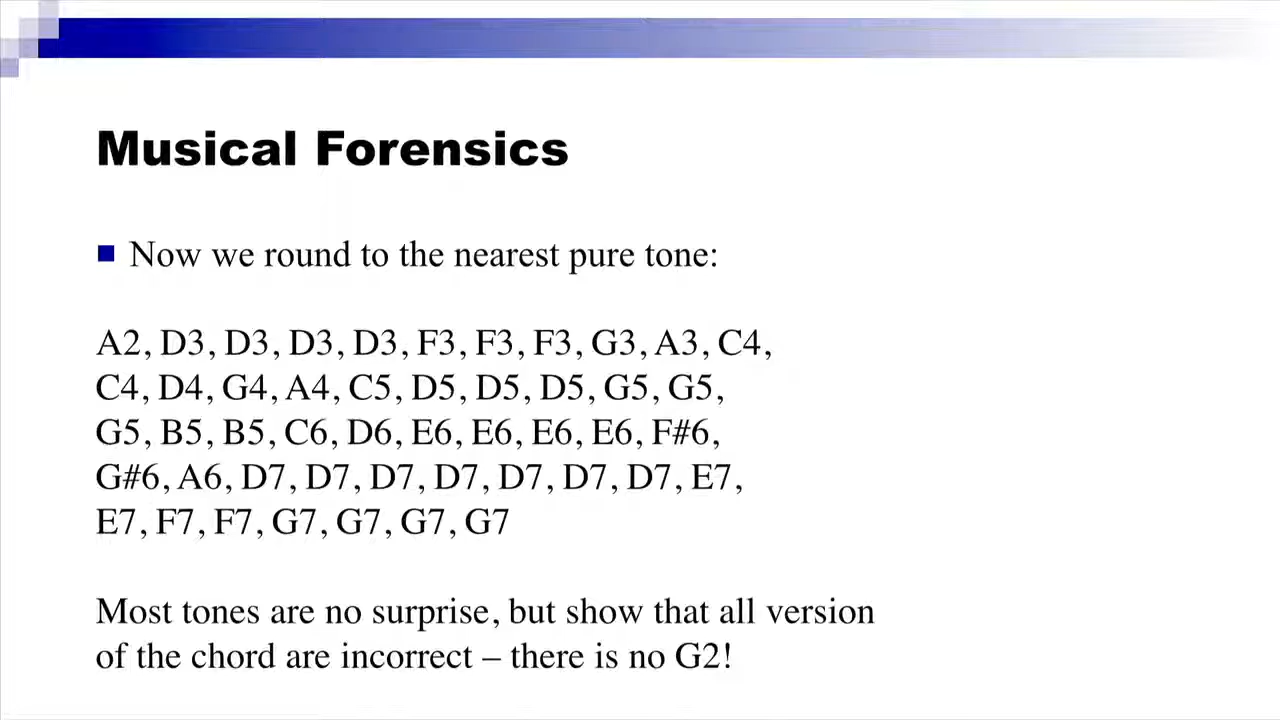 Musical Forensics
Now we round to the nearest pure tone:
A2, D3, D3, D3, D3, F3, F3, F3, G3, A3, C4,
C4, D4, G4, A4, C5, D5, D5, D5, G5, G5,
G5, B5, B5, C6, D6, E6, E6, E6, E6, F#6,
G#6, A6, D7, D7, D7, D7, D7, D7, D7, E7,
E7, F7, F7, G7, G7, G7, G7
Most tones are no surprise, but show that all version
of the chord are incorrect – there is no G2!